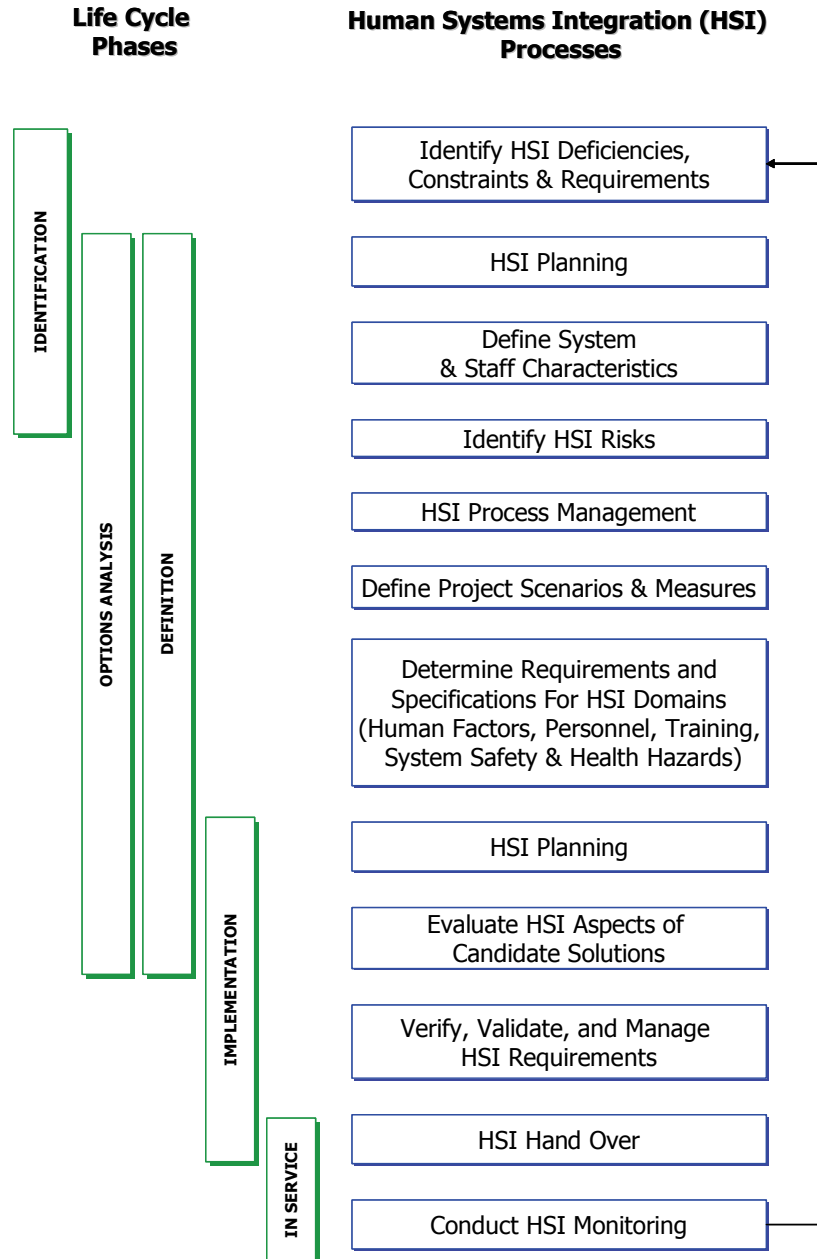 Life Cycle
Phases
Human Systems Integration (HSI)
Processes
IDENTIFICATION
OPTIONS ANALYSIS
DEFINITION
IMPLEMENTATION
IN SERVICE
Identify HSI Deficiencies,
Constraints & Requirements
HSI Planning
Define System
& Staff Characteristics
Identify HSI Risks
HSI Process Management
Define Project Scenarios & Measures
Determine Requirements and
Specifications For HSI Domains
(Human Factors, Personnel, Training,
System Safety & Health Hazards)
HSI Planning
Evaluate HSI Aspects of
Candidate Solutions
Verify, Validate, and Manage
HSI Requirements
HSI Hand Over
Conduct HSI Monitoring